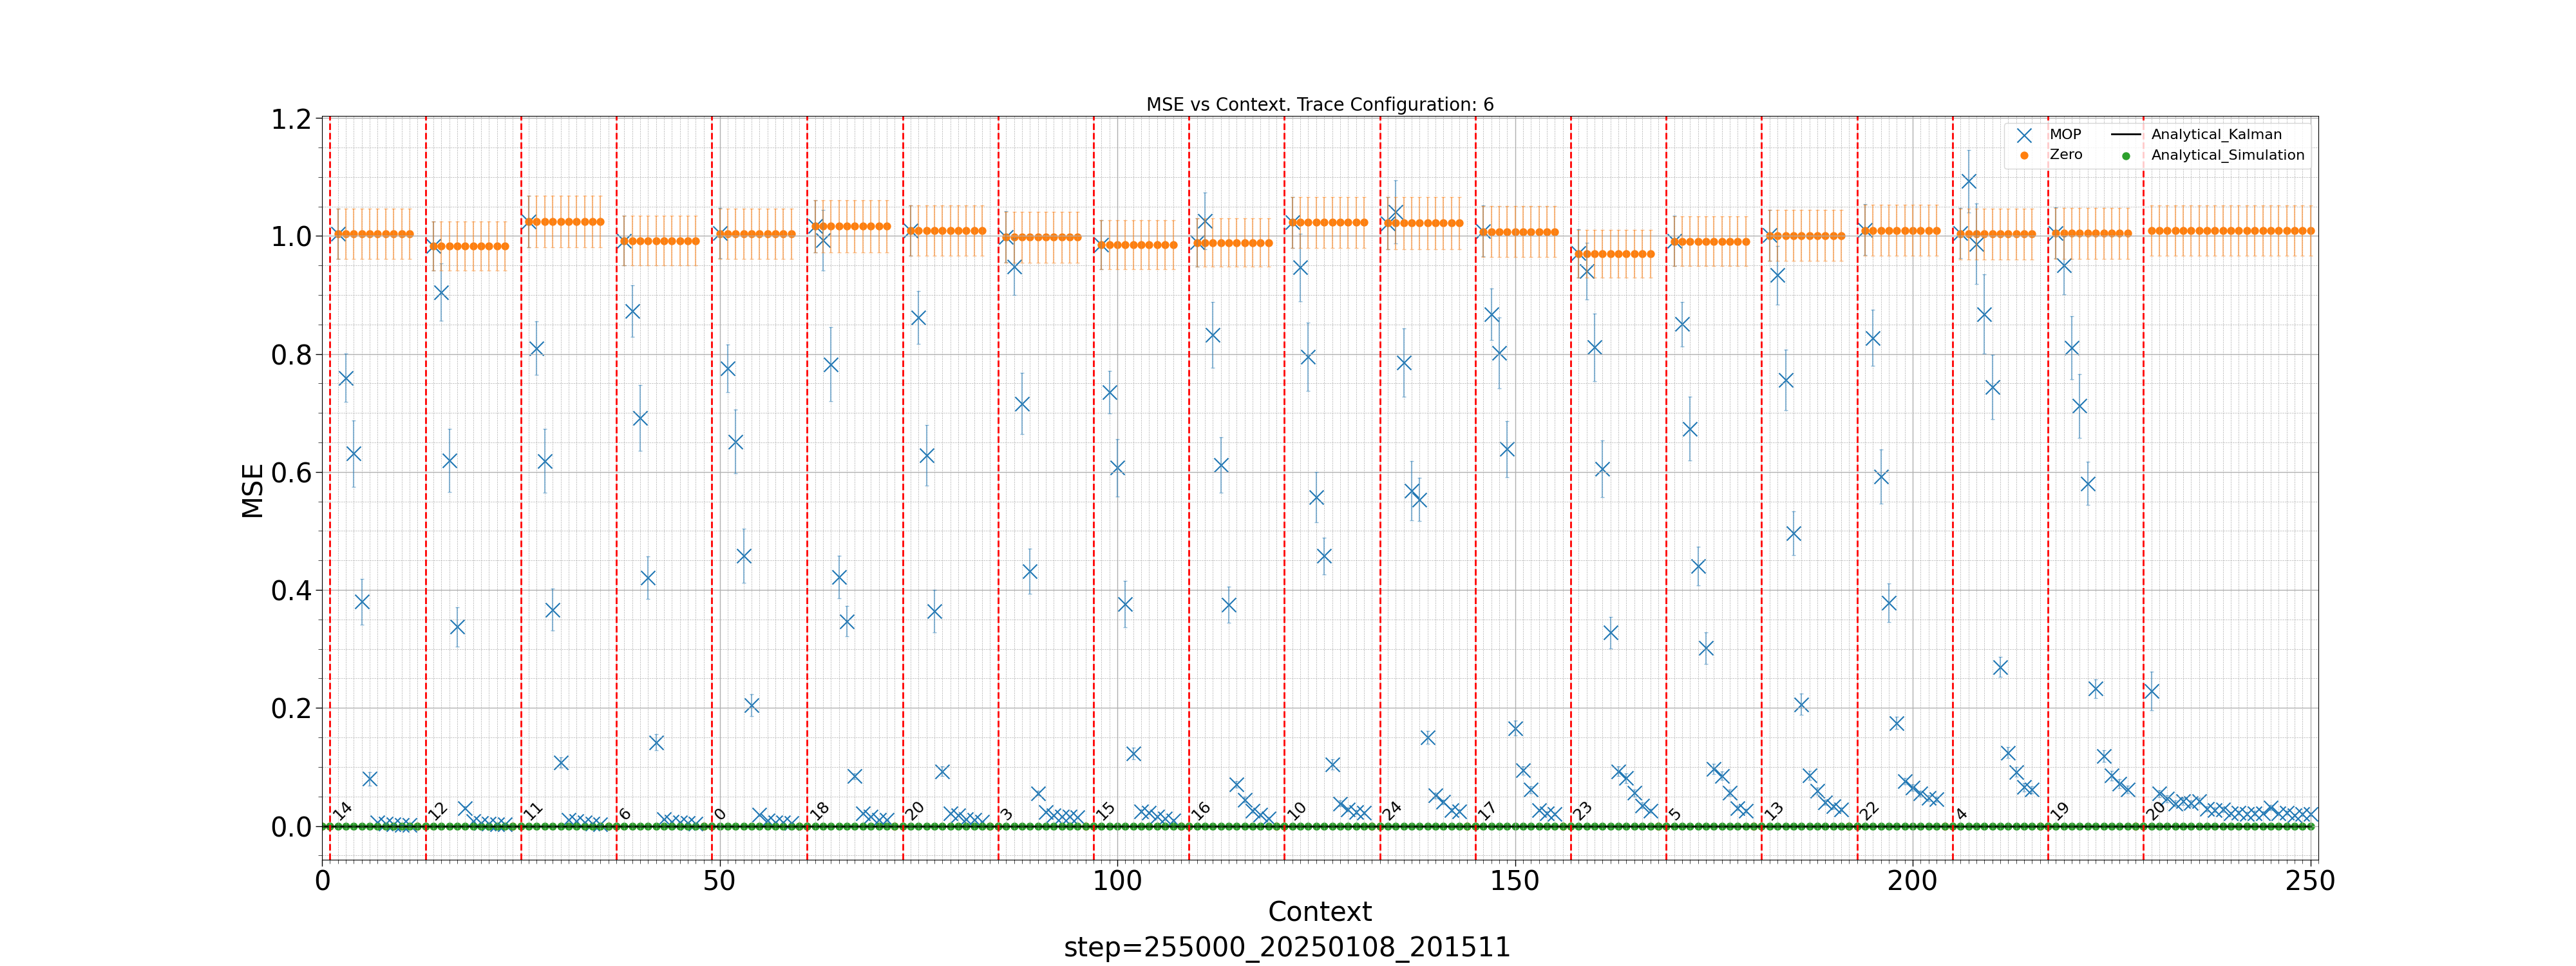 MSE vs Context. Trace Configuration: 6
MOP
Zero
Analytical_Kalman
Analytical_Simulation
1.2
1.0
0.8
0.6
0.4
0.2
0.0
MSE
14 12 11 6 0 18 20 3 15 16 10 24 17 23 5 13 22 4 19 20
0 50 100 150 200 250
Context
step=255000_20250108_201511